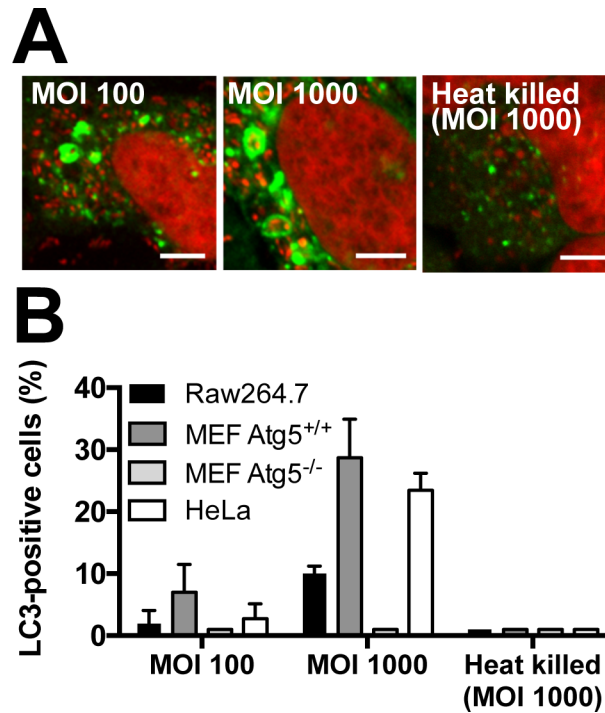 A
MOI 100
MOI 1000
Heat killed
(MOI 1000)
B
LC3-positive cells (%)
40
30
20
10
0
Raw264.7
MEF Atg5+/+
MEF Atg5-/-
HeLa
MOI 100
MOI 1000
Heat killed
(MOI 1000)